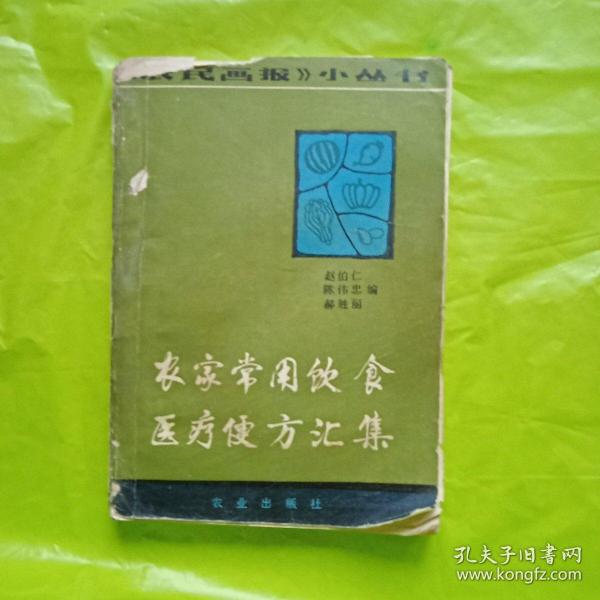 《农民画报》小丛书
赵伯仁
陈伟忠 编
郝胜丽
农家常用饮食
医疗便方汇集
农业出版社
孔夫子旧书网
www.kongfz.com